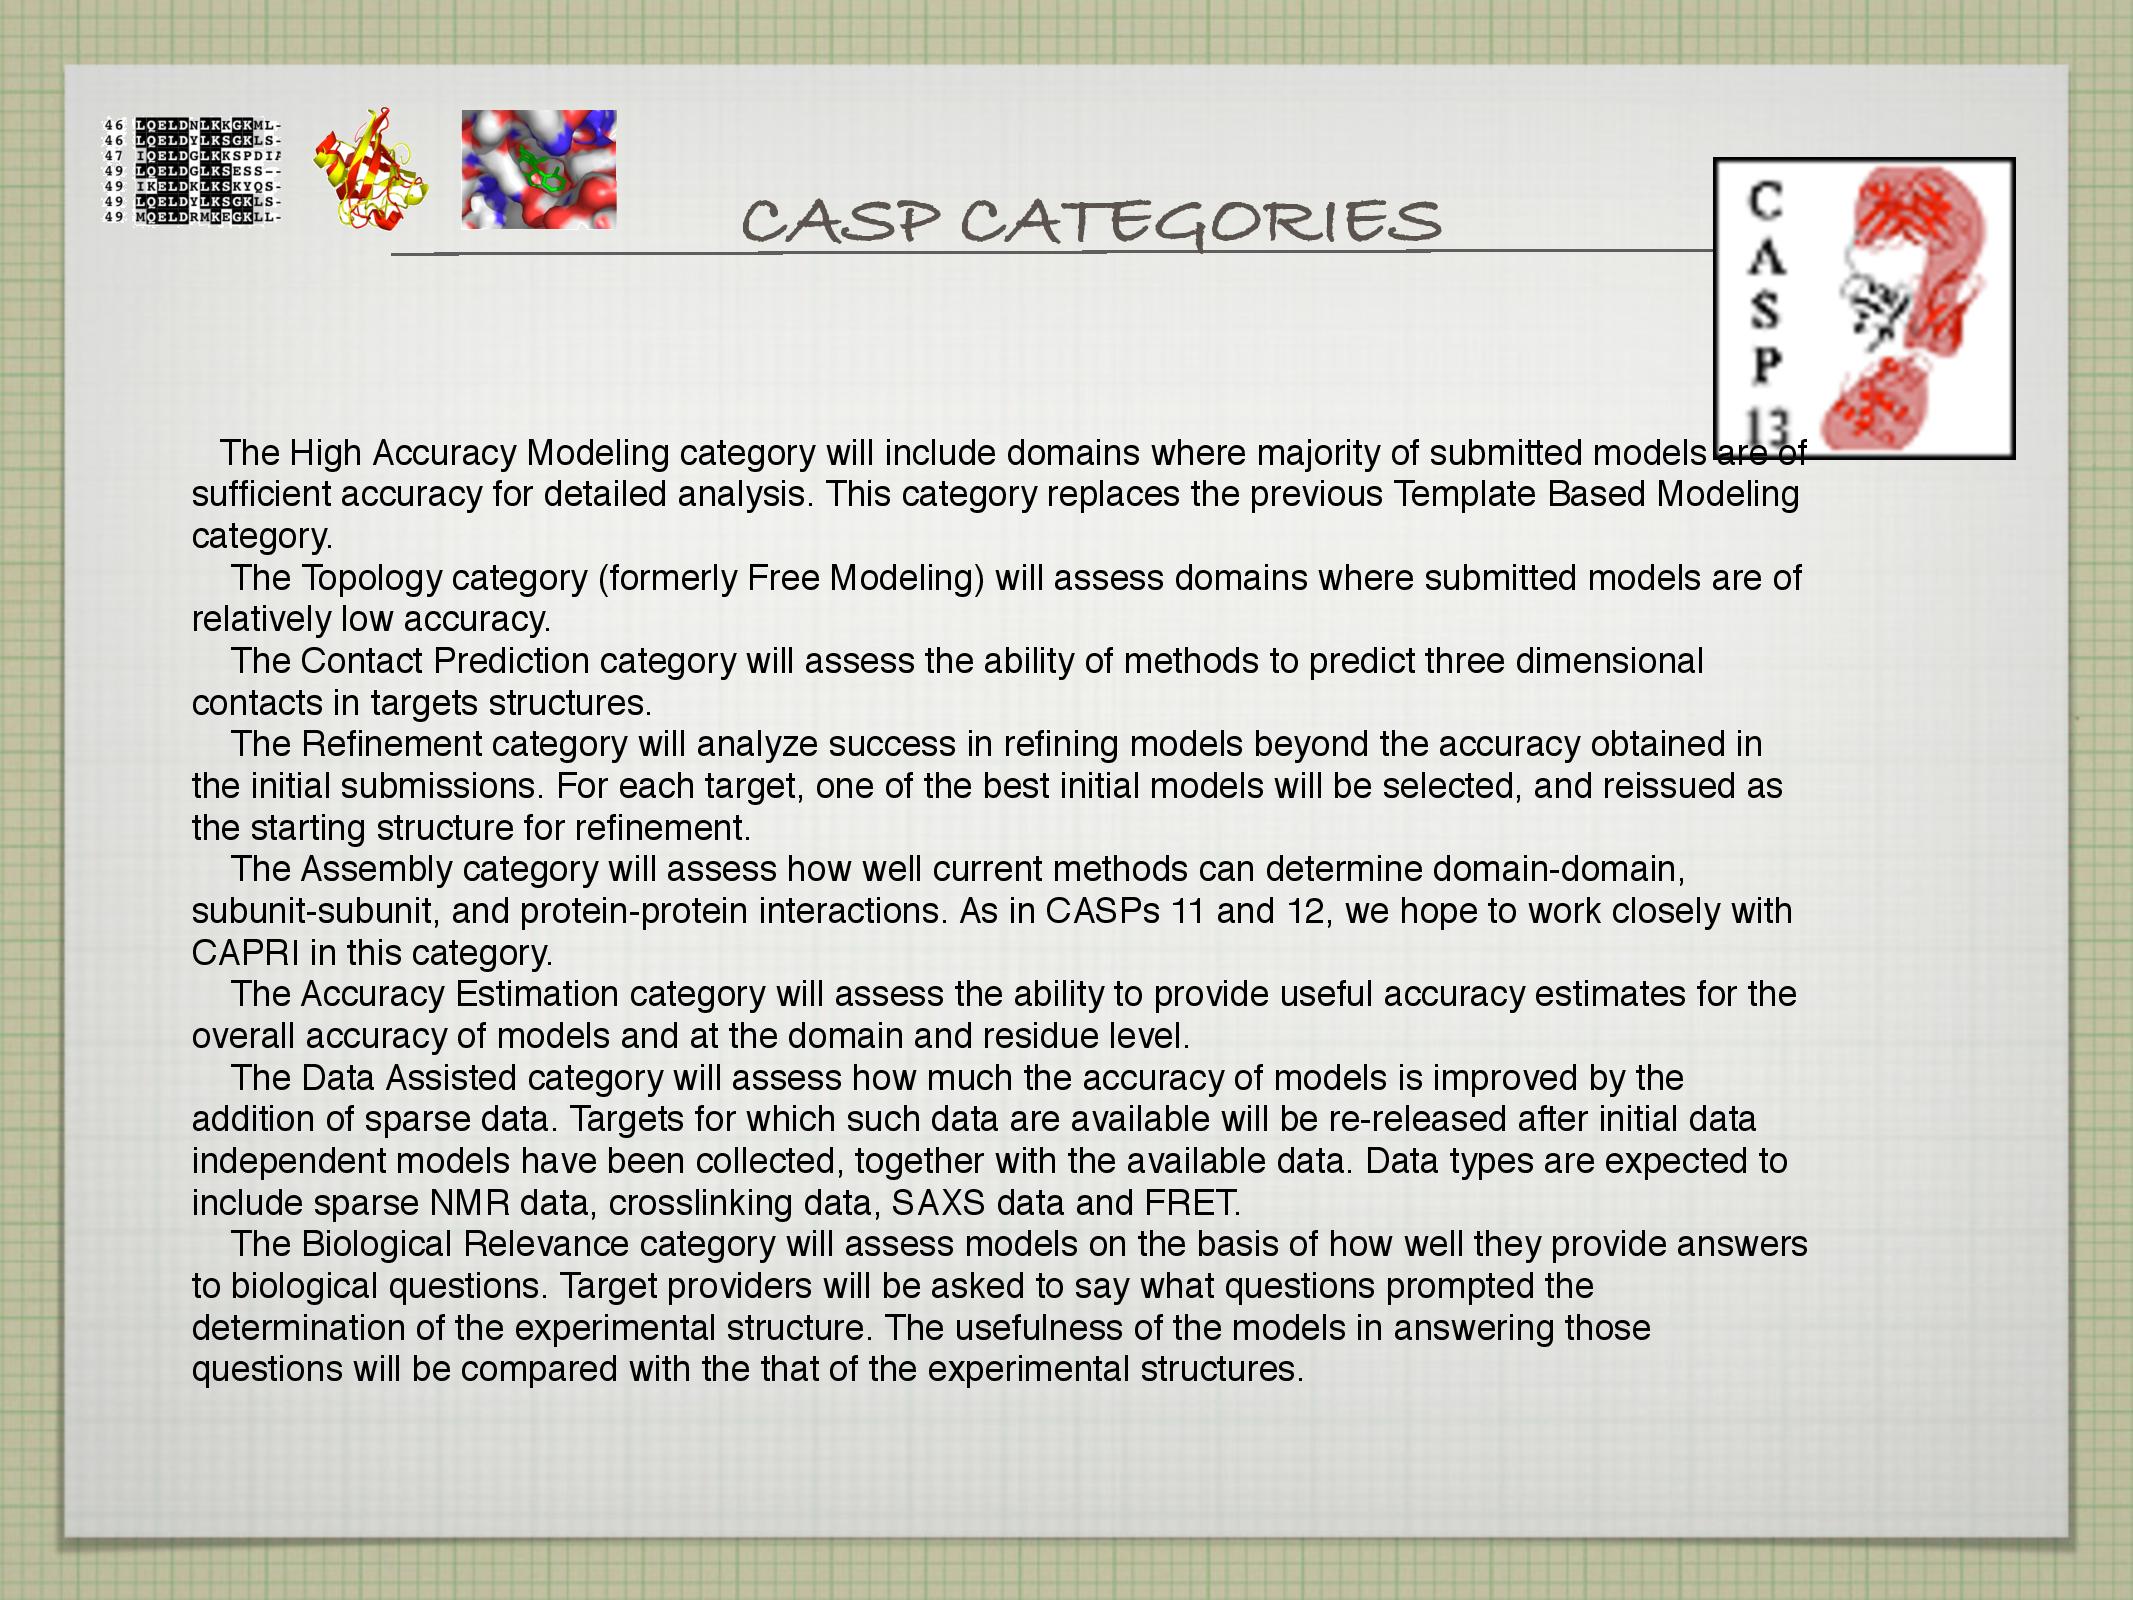 46 LQELDNLKKGKML-
46 LQELDYLKSGKLS-
47 IQELDGLKKSPDIA
49 LQELDGLKSESS--
49 IKELDKLKSKYQS-
49 LQELDYLKSGKLS-
49 MQELDRMKEGKLL-
CASP CATEGORIES
C
A
S
P
13
The High Accuracy Modeling category will include domains where majority of submitted models are of
sufficient accuracy for detailed analysis. This category replaces the previous Template Based Modeling
category.
The Topology category (formerly Free Modeling) will assess domains where submitted models are of
relatively low accuracy.
The Contact Prediction category will assess the ability of methods to predict three dimensional
contacts in targets structures.
The Refinement category will analyze success in refining models beyond the accuracy obtained in
the initial submissions. For each target, one of the best initial models will be selected, and reissued as
the starting structure for refinement.
The Assembly category will assess how well current methods can determine domain-domain,
subunit-subunit, and protein-protein interactions. As in CASPs 11 and 12, we hope to work closely with
CAPRI in this category.
The Accuracy Estimation category will assess the ability to provide useful accuracy estimates for the
overall accuracy of models and at the domain and residue level.
The Data Assisted category will assess how much the accuracy of models is improved by the
addition of sparse data. Targets for which such data are available will be re-released after initial data
independent models have been collected, together with the available data. Data types are expected to
include sparse NMR data, crosslinking data, SAXS data and FRET.
The Biological Relevance category will assess models on the basis of how well they provide answers
to biological questions. Target providers will be asked to say what questions prompted the
determination of the experimental structure. The usefulness of the models in answering those
questions will be compared with the that of the experimental structures.